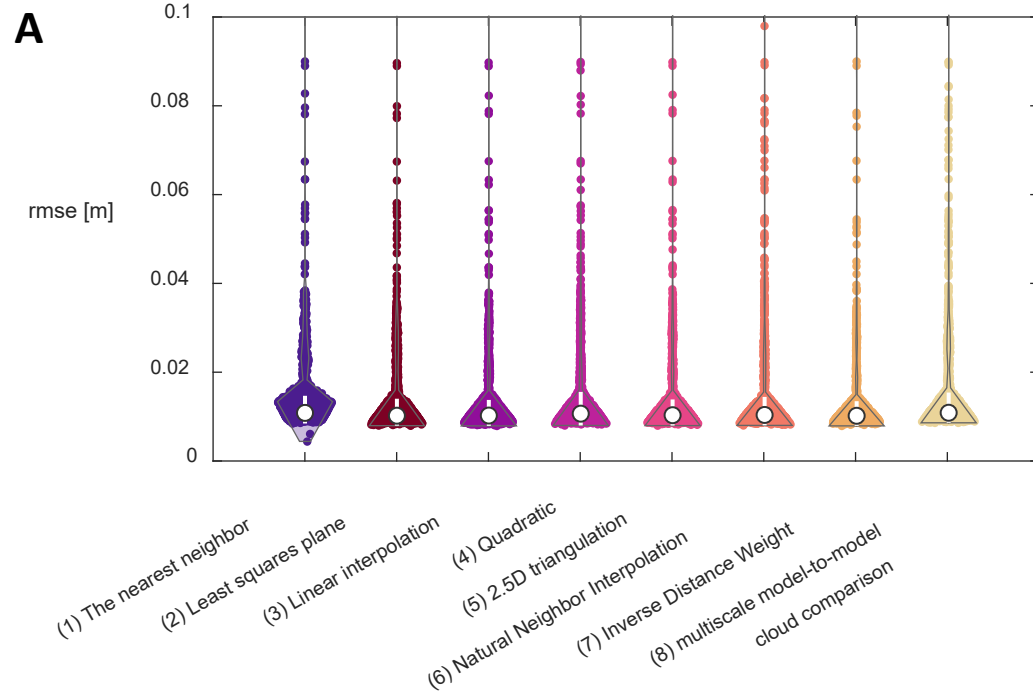 A
0.1
0.08
0.06
rmse [m]
0.04
0.02
0
(1) The nearest neighbor
(2) Least squares plane
(3) Linear interpolation
(4) Quadratic
(5) 2.5D triangulation
(6) Natural Neighbor Interpolation
(7) Inverse Distance Weight
(8) multiscale model-to-model
cloud comparison